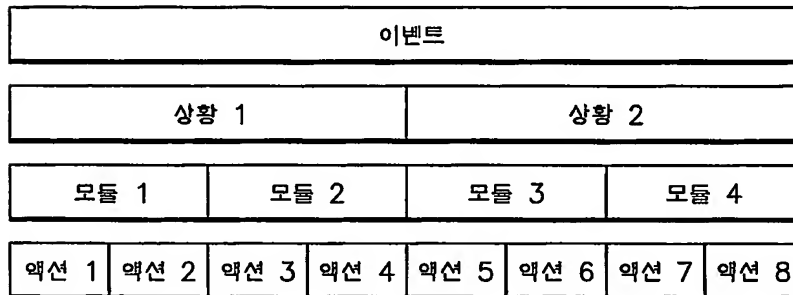 이벤트
상황 1 상황 2
모듈 1 모듈 2 모듈 3 모듈 4
액션 1 액션 2 액션 3 액션 4 액션 5 액션 6 액션 7 액션 8